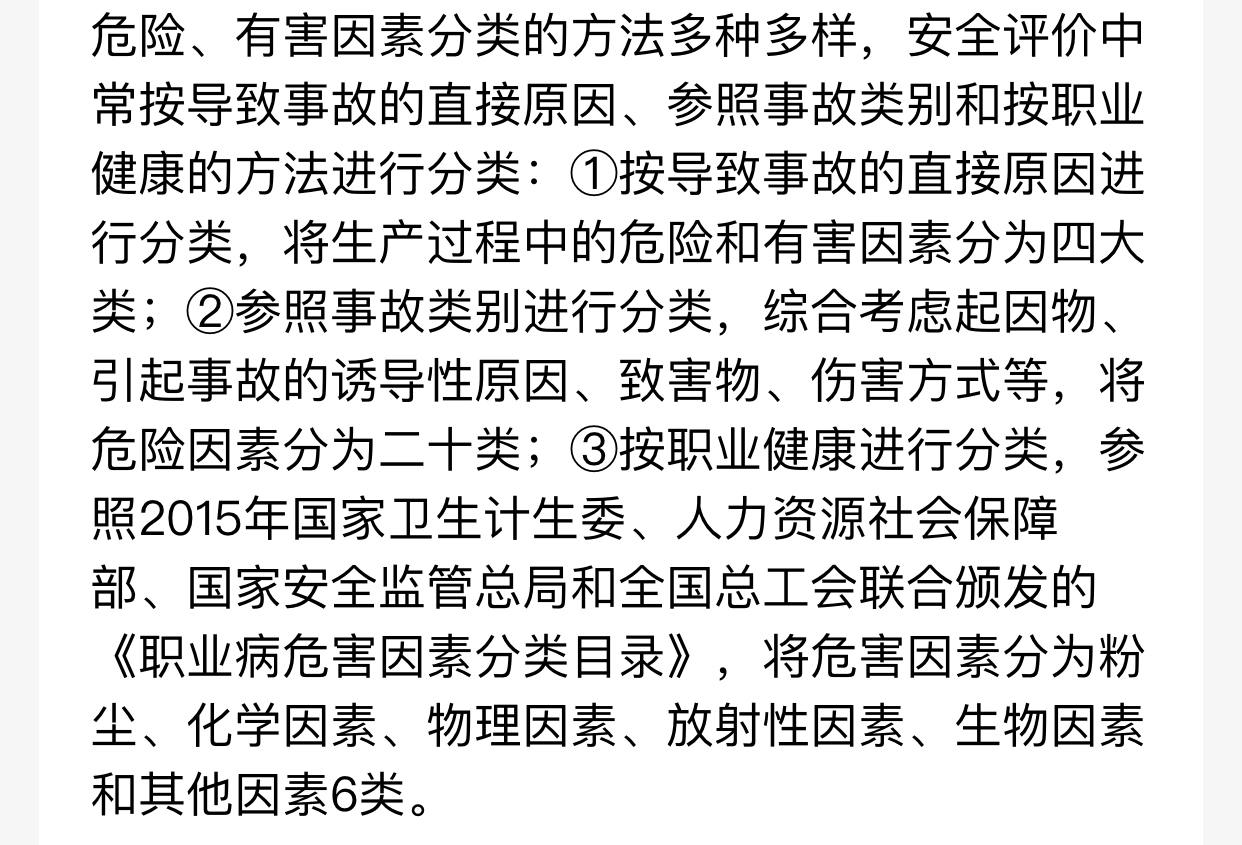 危险、有害因素分类的方法多种多样，安全评价中
常按导致事故的直接原因、参照事故类别和按职业
健康的方法进行分类：①按导致事故的直接原因进
行分类，将生产过程中的危险和有害因素分为四大
类；②参照事故类别进行分类，综合考虑起因物、
引起事故的诱导性原因、致害物、伤害方式等，将
危险因素分为二十类；③按职业健康进行分类，参
照2015年国家卫生计生委、人力资源社会保障
部、国家安全监管总局和全国总工会联合颁发的
《职业病危害因素分类目录》，将危害因素分为粉
尘、化学因素、物理因素、放射性因素、生物因素
和其他因素6类。